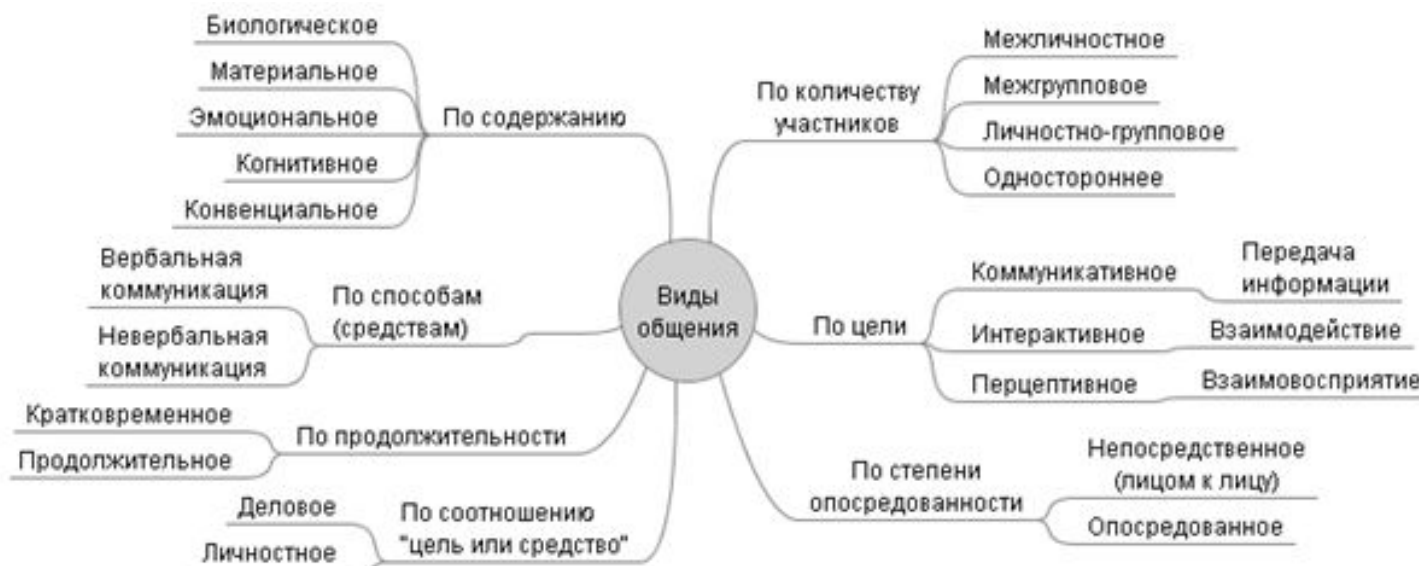 Виды
общения
По содержанию
Биологическое
Материальное
Эмоциональное
Когнитивное
Конвенциальное
По способам
(средствам)
Вербальная
коммуникация
Невербальная
коммуникация
По продолжительности
Кратковременное
Продолжительное
По соотношению
"цель или средство"
Деловое
Личностное
По количеству
участников
Межличностное
Межгрупповое
Личностно-групповое
Одностороннее
По цели
Коммуникативное
Передача
информации
Интерактивное
Взаимодействие
Перцептивное
Взаимовосприятие
По степени
опосредованности
Непосредственное
(лицом к лицу)
Опосредованное